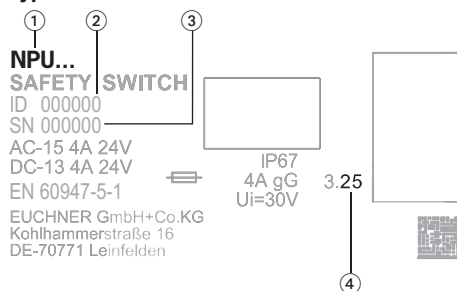 ① ② ③
NPU...
SAFETY SWITCH
ID 000000
SN 000000
AC-15 4A 24V
DC-13 4A 24V
EN 60947-5-1
IP67
4A gG
Ui=30V
3.25
EUCHNER GmbH+Co.KG
Kohlhammerstraße 16
DE-70771 Leinfelden
④